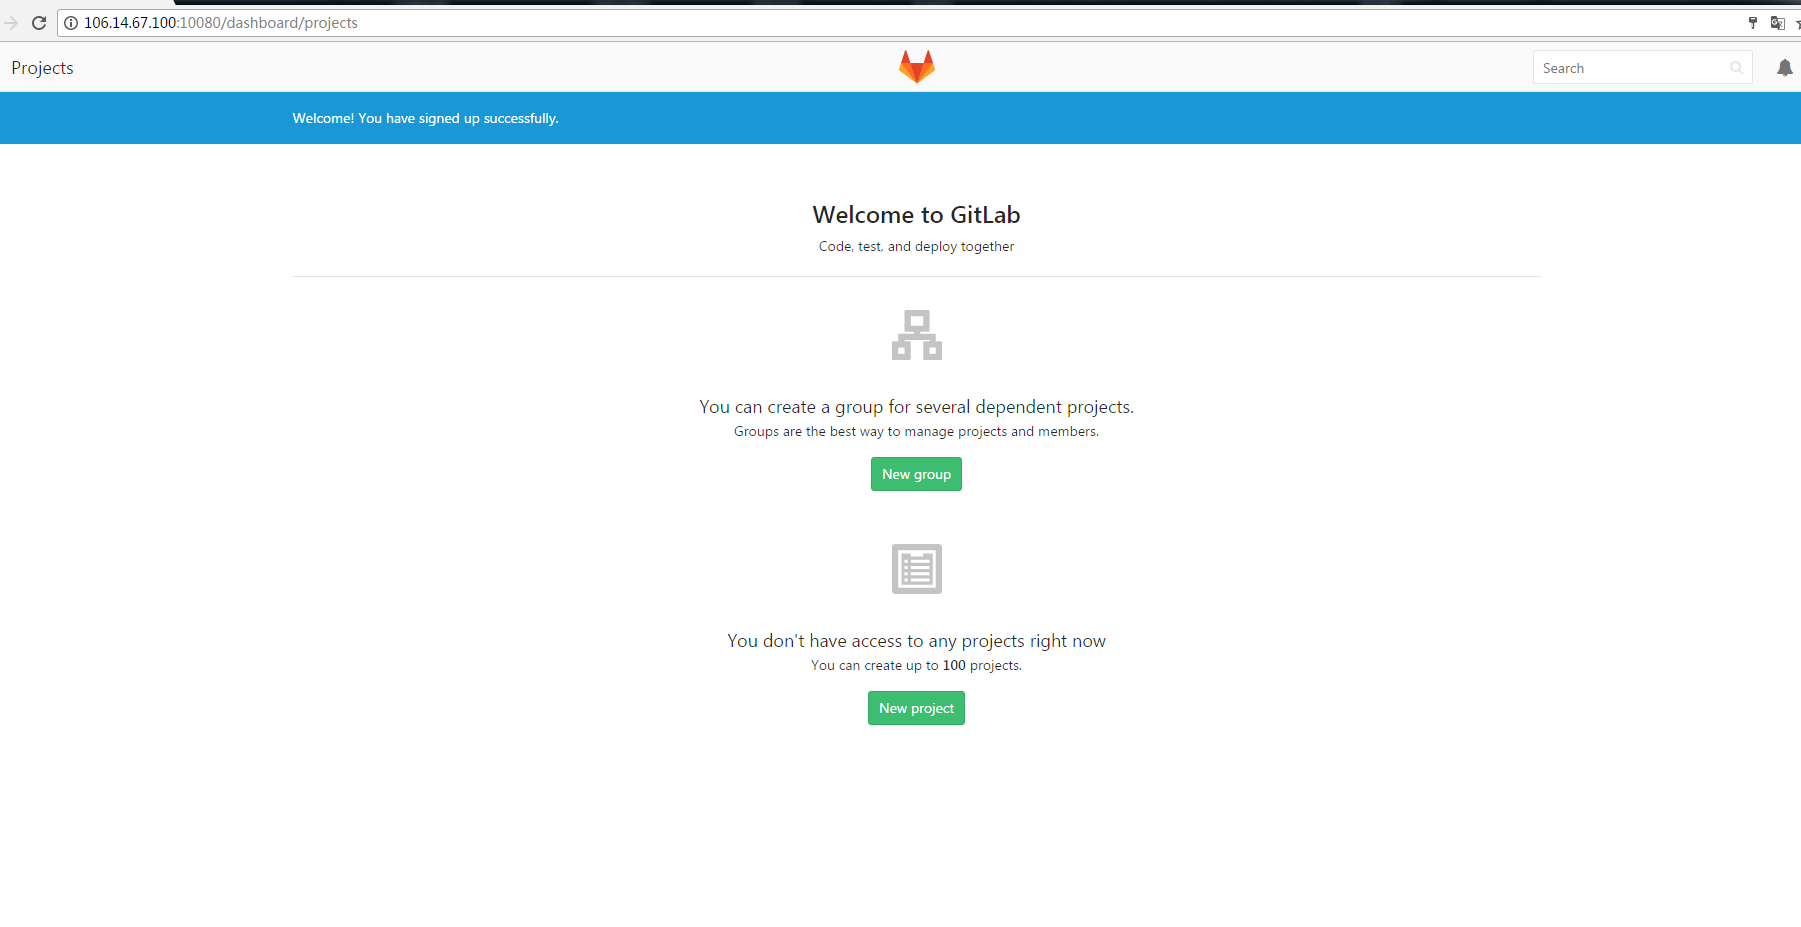 106.14.67.100:10080/dashboard/projects
Projects
Search
Welcome! You have signed up successfully.
Welcome to GitLab
Code, test, and deploy together
You can create a group for several dependent projects.
Groups are the best way to manage projects and members.
New group
You don't have access to any projects right now
You can create up to 100 projects.
New project